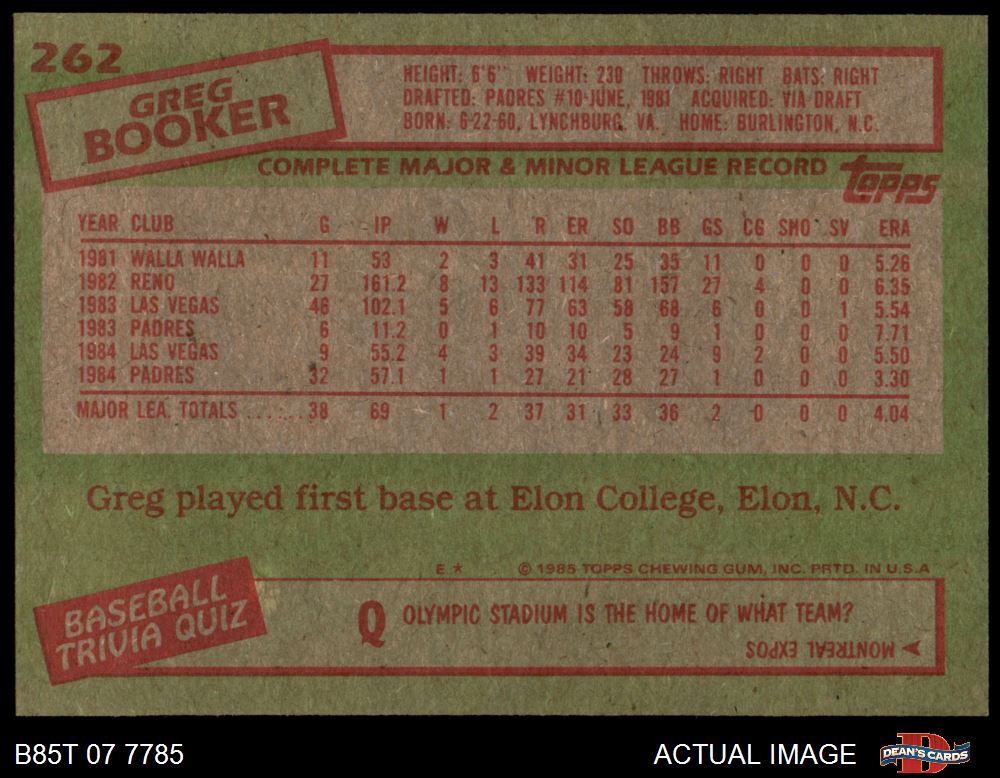 262
GREG
BOOKER
HEIGHT: 6'6" WEIGHT: 230 THROWS: RIGHT BATS: RIGHT
DRAFTED: PADRES #10-JUNE, 1981 ACQUIRED: VIA DRAFT
BORN: 6-22-60, LYNCHBURG, VA. HOME: BURLINGTON, N.C.
COMPLETE MAJOR & MINOR LEAGUE RECORD
Topps
YEAR CLUB G IP W L R ER SO BB GS CG SHO SV ERA
1981 WALLA WALLA 11 53 2 3 41 31 25 35 11 0 0 0 5.26
1982 RENO 27 161.2 8 13 133 114 81 157 27 4 0 0 6.35
1983 LAS VEGAS 46 102.1 5 6 77 63 58 68 6 0 0 1 5.54
1983 PADRES 6 11.2 0 1 10 10 5 9 1 0 0 0 7.71
1984 LAS VEGAS 9 55.2 4 3 39 34 23 24 9 2 0 0 5.50
1984 PADRES 32 57.1 1 1 27 21 28 27 1 0 0 0 3.30
MAJOR LEA. TOTALS ...... 38 69 1 2 37 31 33 36 2 0 0 0 4.04
Greg played first base at Elon College, Elon, N.C.
E * © 1985 TOPPS CHEWING GUM, INC. PRTD. IN U.S.A
BASEBALL
TRIVIA QUIZ
Q OLYMPIC STADIUM IS THE HOME OF WHAT TEAM?
MONTREAL EXPOS
B85T 07 7785
ACTUAL IMAGE
DEAN'S CARDS